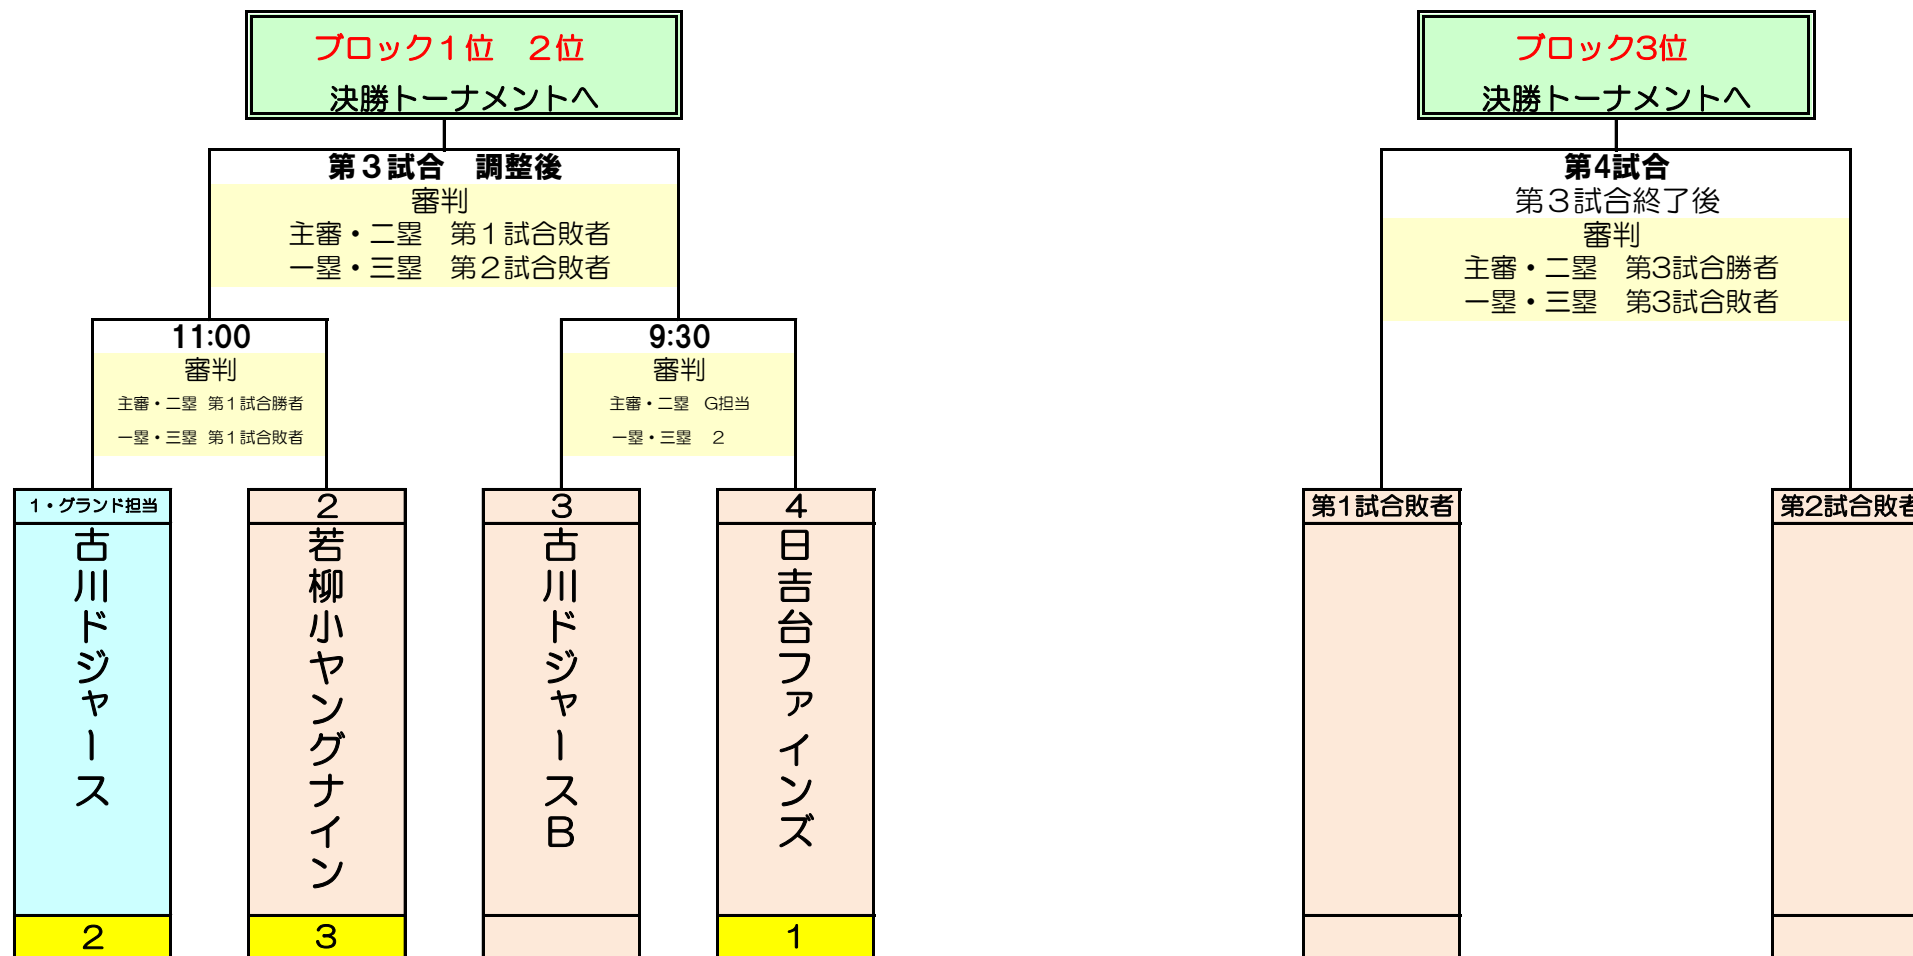 ブロック１位　２位
決勝トーナメントへ
第３試合　調整後
審判
主審・二塁　第１試合敗者
一塁・三塁　第２試合敗者
11:00
審判
主審・二塁 第１試合勝者
一塁・三塁 第１試合敗者
9:30
審判
主審・二塁　G担当
一塁・三塁　２
1・グランド担当
古川ドジャース
2
2
若柳小ヤングナイン
3
3
古川ドジャースB
4
日吉台ファインズ
1
ブロック3位
決勝トーナメントへ
第4試合
第３試合終了後
審判
主審・二塁　第3試合勝者
一塁・三塁　第3試合敗者
第1試合敗者
第2試合敗者